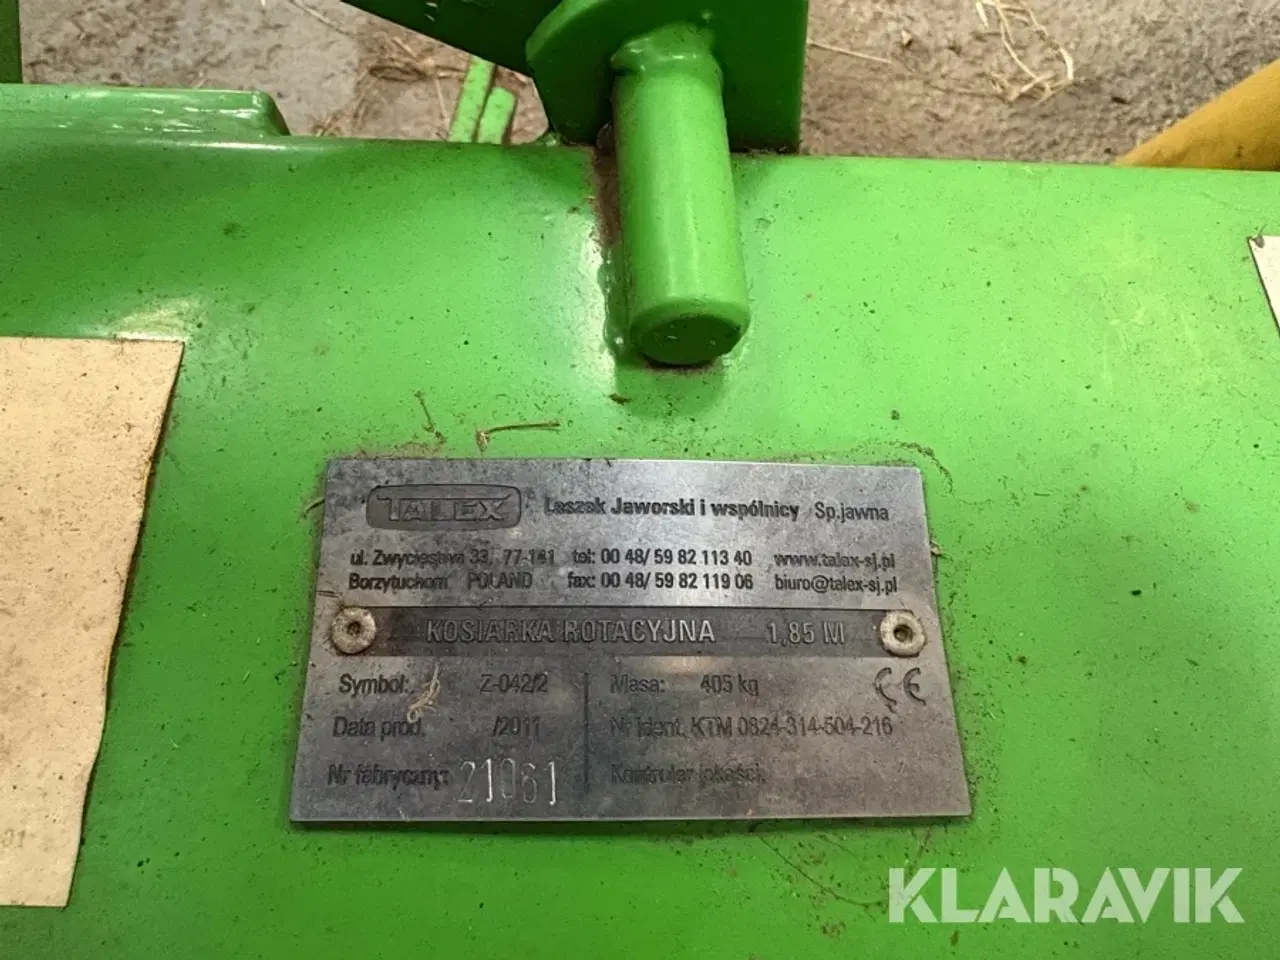 TALEX Leszek Jaworski i wspólnicy Sp.jawna
ul. Zwycięstwa 33, 77-141 tel: 00 48/ 59 82 113 40 www.talex-sj.pl
Borzytuchom POLAND fax: 00 48/ 59 82 119 06 biuro@talex-sj.pl
KOSIARKA ROTACYJNA 1,85 M
Symbol: Z-042/2 Masa: 405 kg CE
Data prod. /2011 Nr ident. KTM 0824-314-504-216
Nr fabryczny: 21061 Kontroler jakości:
31
KLARAVIK